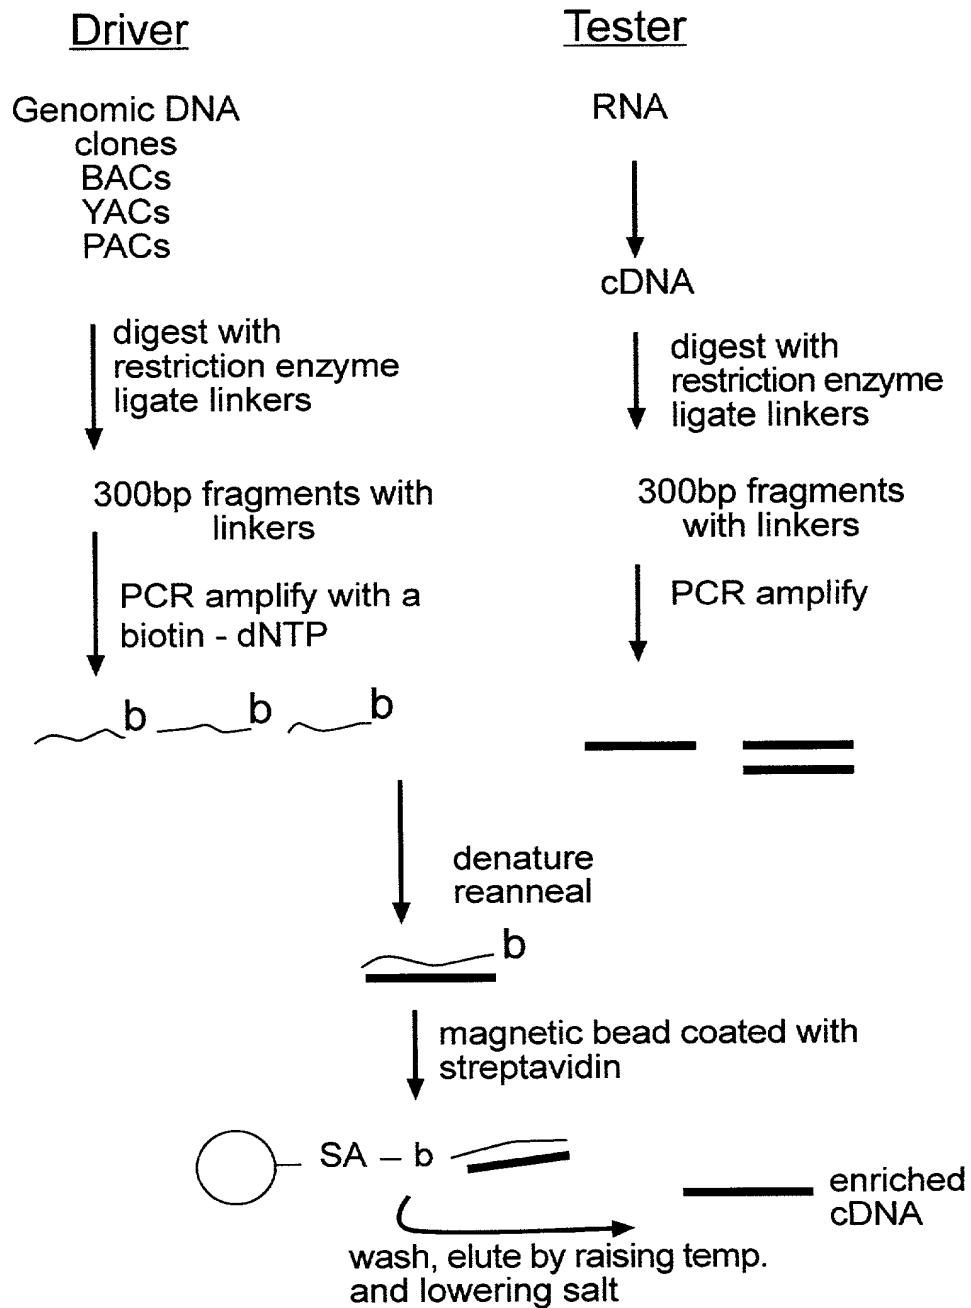 Driver
Genomic DNA
clones
BACs
YACs
PACs
digest with
restriction enzyme
ligate linkers
300bp fragments with
linkers
PCR amplify with a
biotin - dNTP
b
b
b
Tester
RNA
cDNA
digest with
restriction enzyme
ligate linkers
300bp fragments
with linkers
PCR amplify
denature
reanneal
b
magnetic bead coated with
streptavidin
SA – b
enriched
cDNA
wash, elute by raising temp.
and lowering salt